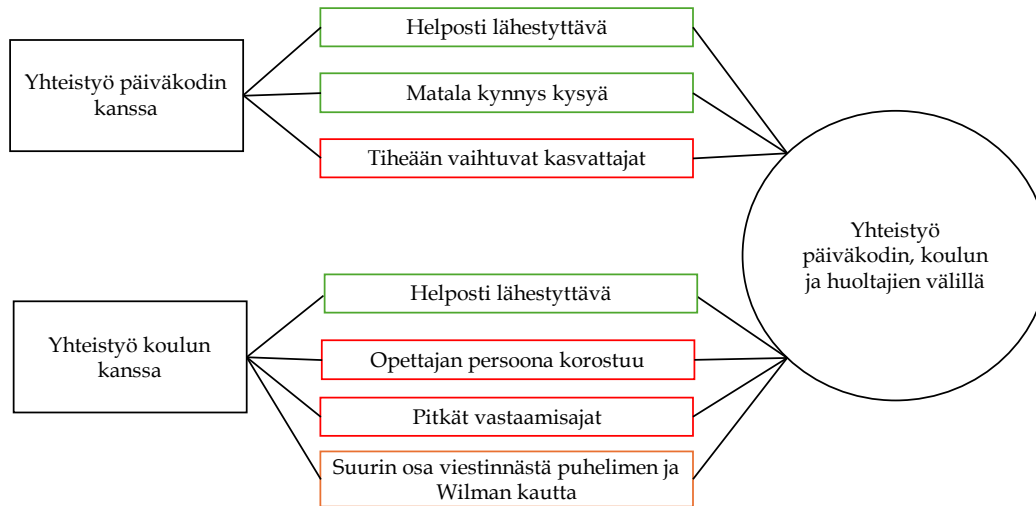 Yhteistyö päiväkodin
kanssa
Helposti lähestyttävä
Matala kynnys kysyä
Tiheään vaihtuvat kasvattajat
Yhteistyö koulun
kanssa
Helposti lähestyttävä
Opettajan persoona korostuu
Pitkät vastaamisajat
Suurin osa viestinnästä puhelimen ja
Wilman kautta
Yhteistyö
päiväkodin, koulun
ja huoltajien välillä